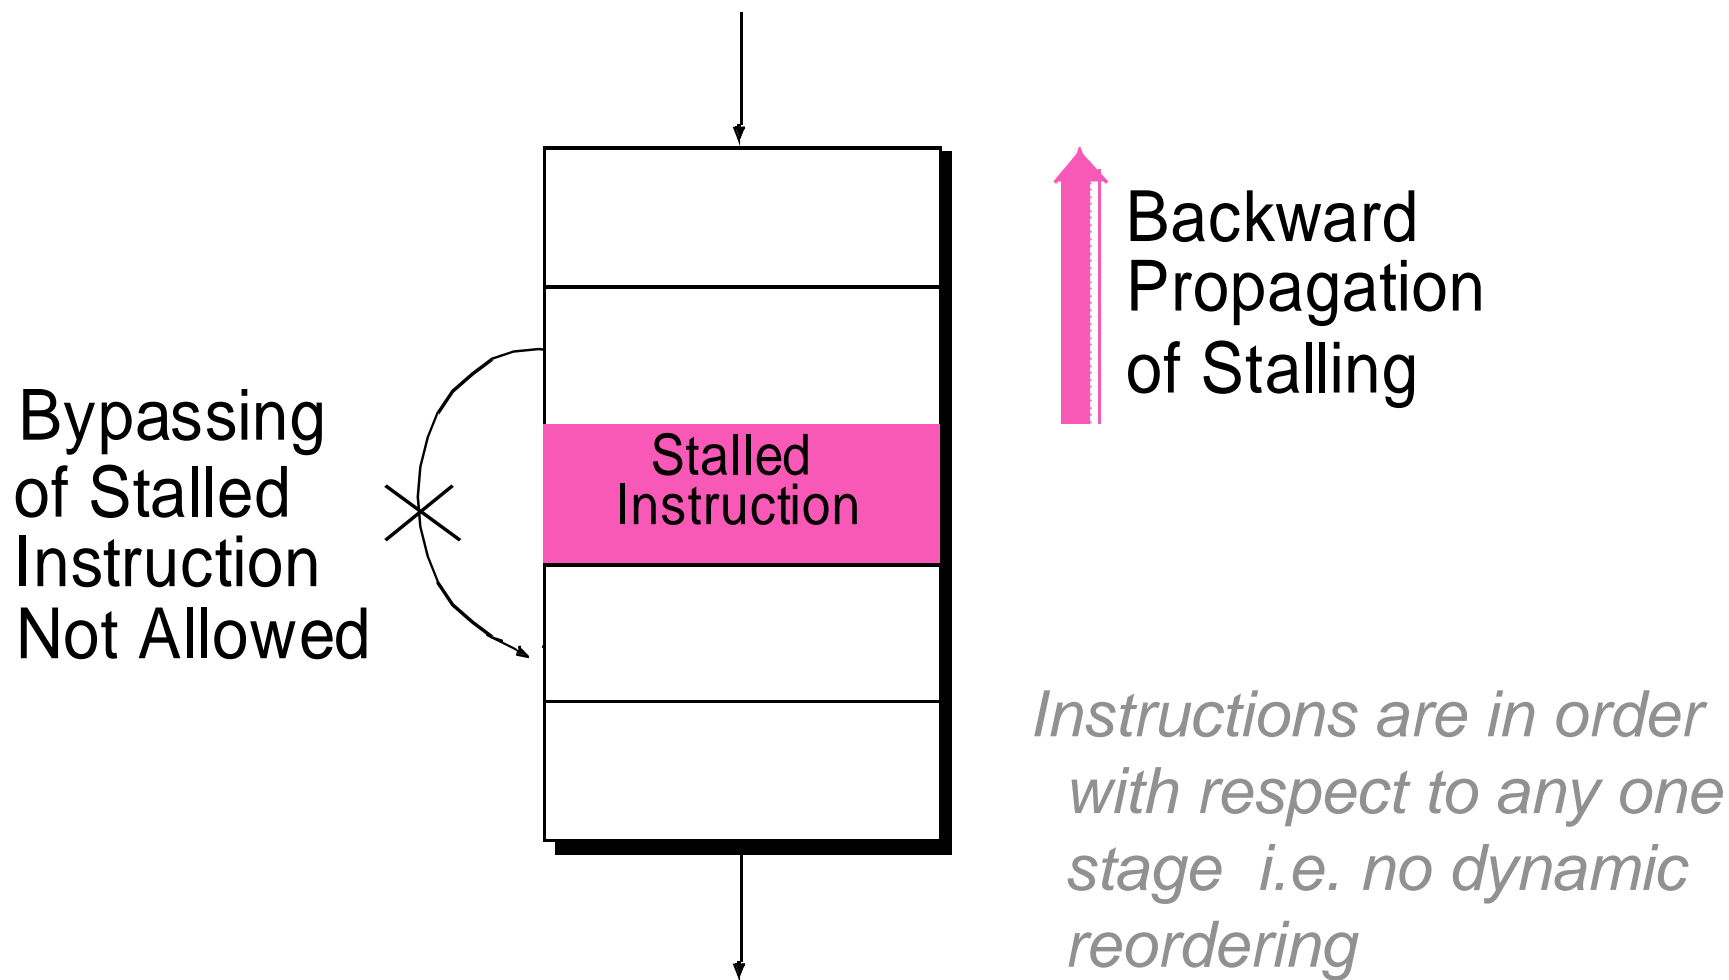 Backward
Propagation
of Stalling
Bypassing
of Stalled
Instruction
Not Allowed
Stalled
Instruction
Instructions are in order
with respect to any one
stage i.e. no dynamic
reordering